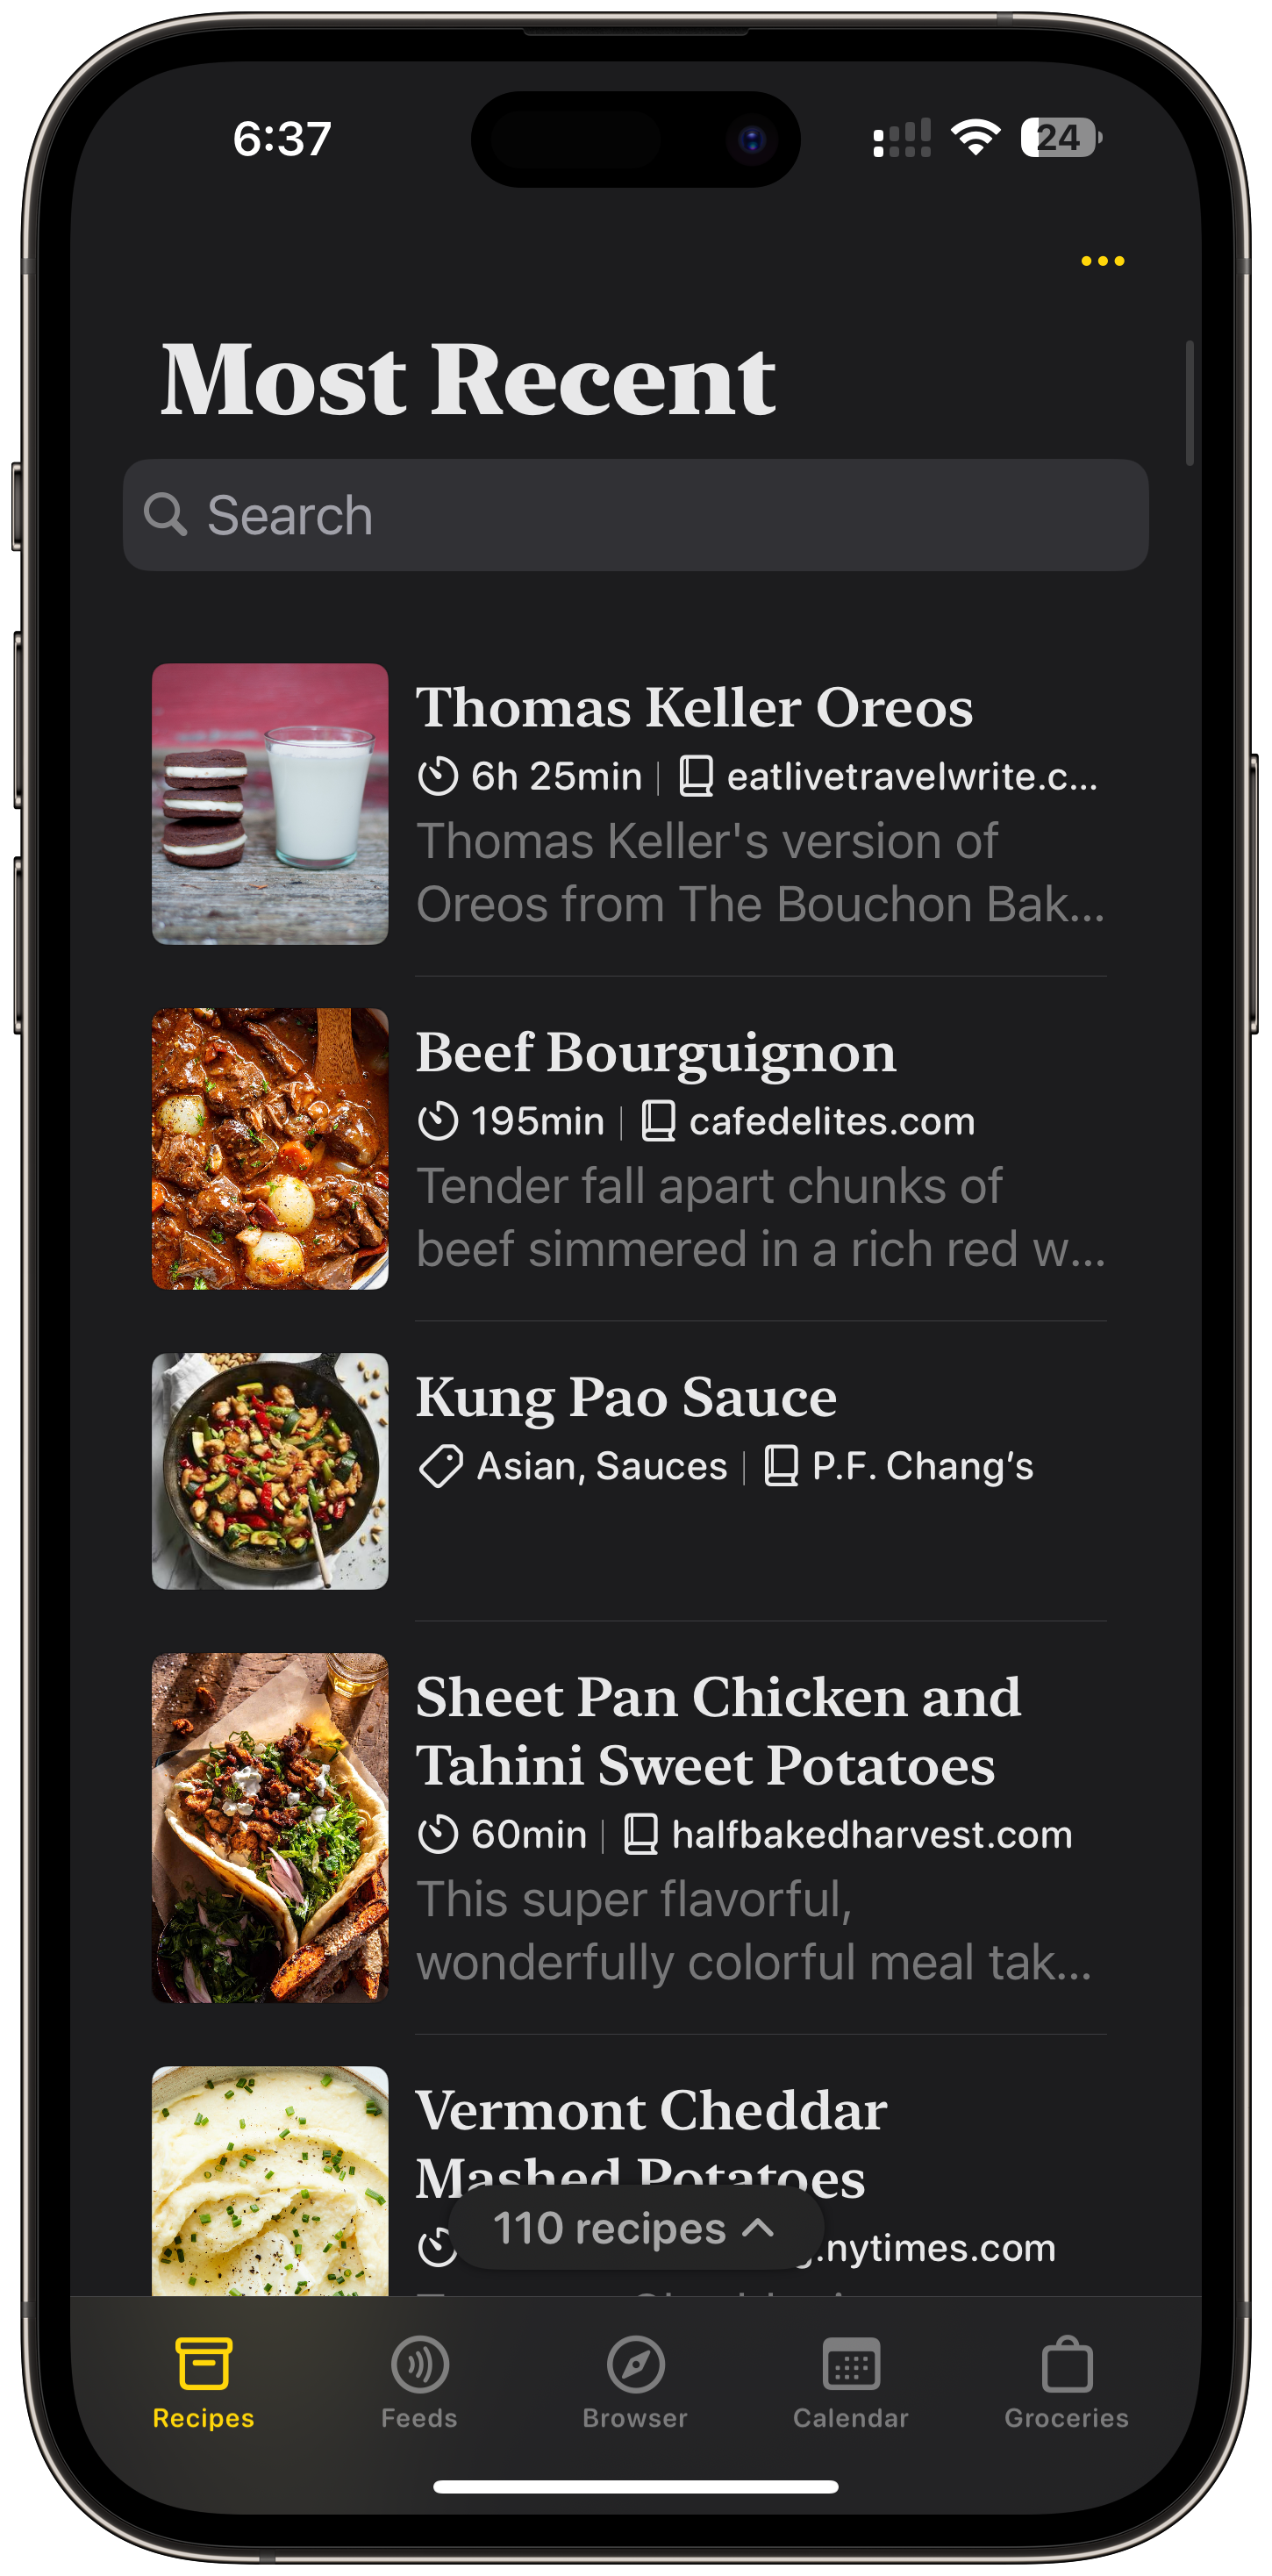 6:37
24
Most Recent
Search
Thomas Keller Oreos
6h 25min | eatlivetravelwrite.c...
Thomas Keller's version of
Oreos from The Bouchon Bak...
Beef Bourguignon
195min | cafedelites.com
Tender fall apart chunks of
beef simmered in a rich red w...
Kung Pao Sauce
Asian, Sauces | P.F. Chang’s
Sheet Pan Chicken and
Tahini Sweet Potatoes
60min | halfbakedharvest.com
This super flavorful,
wonderfully colorful meal tak...
Vermont Cheddar
Mashed Potatoes
.nytimes.com
110 recipes
Recipes
Feeds
Browser
Calendar
Groceries